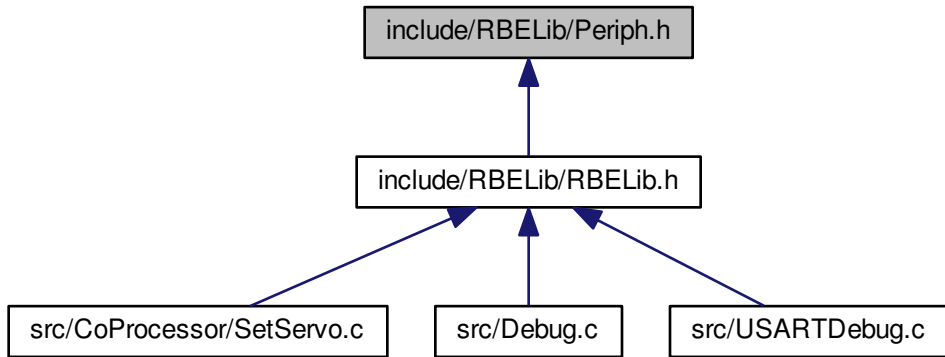 include/RBELib/Periph.h
include/RBELib/RBELib.h
src/CoProcessor/SetServo.c
src/Debug.c
src/USARTDebug.c